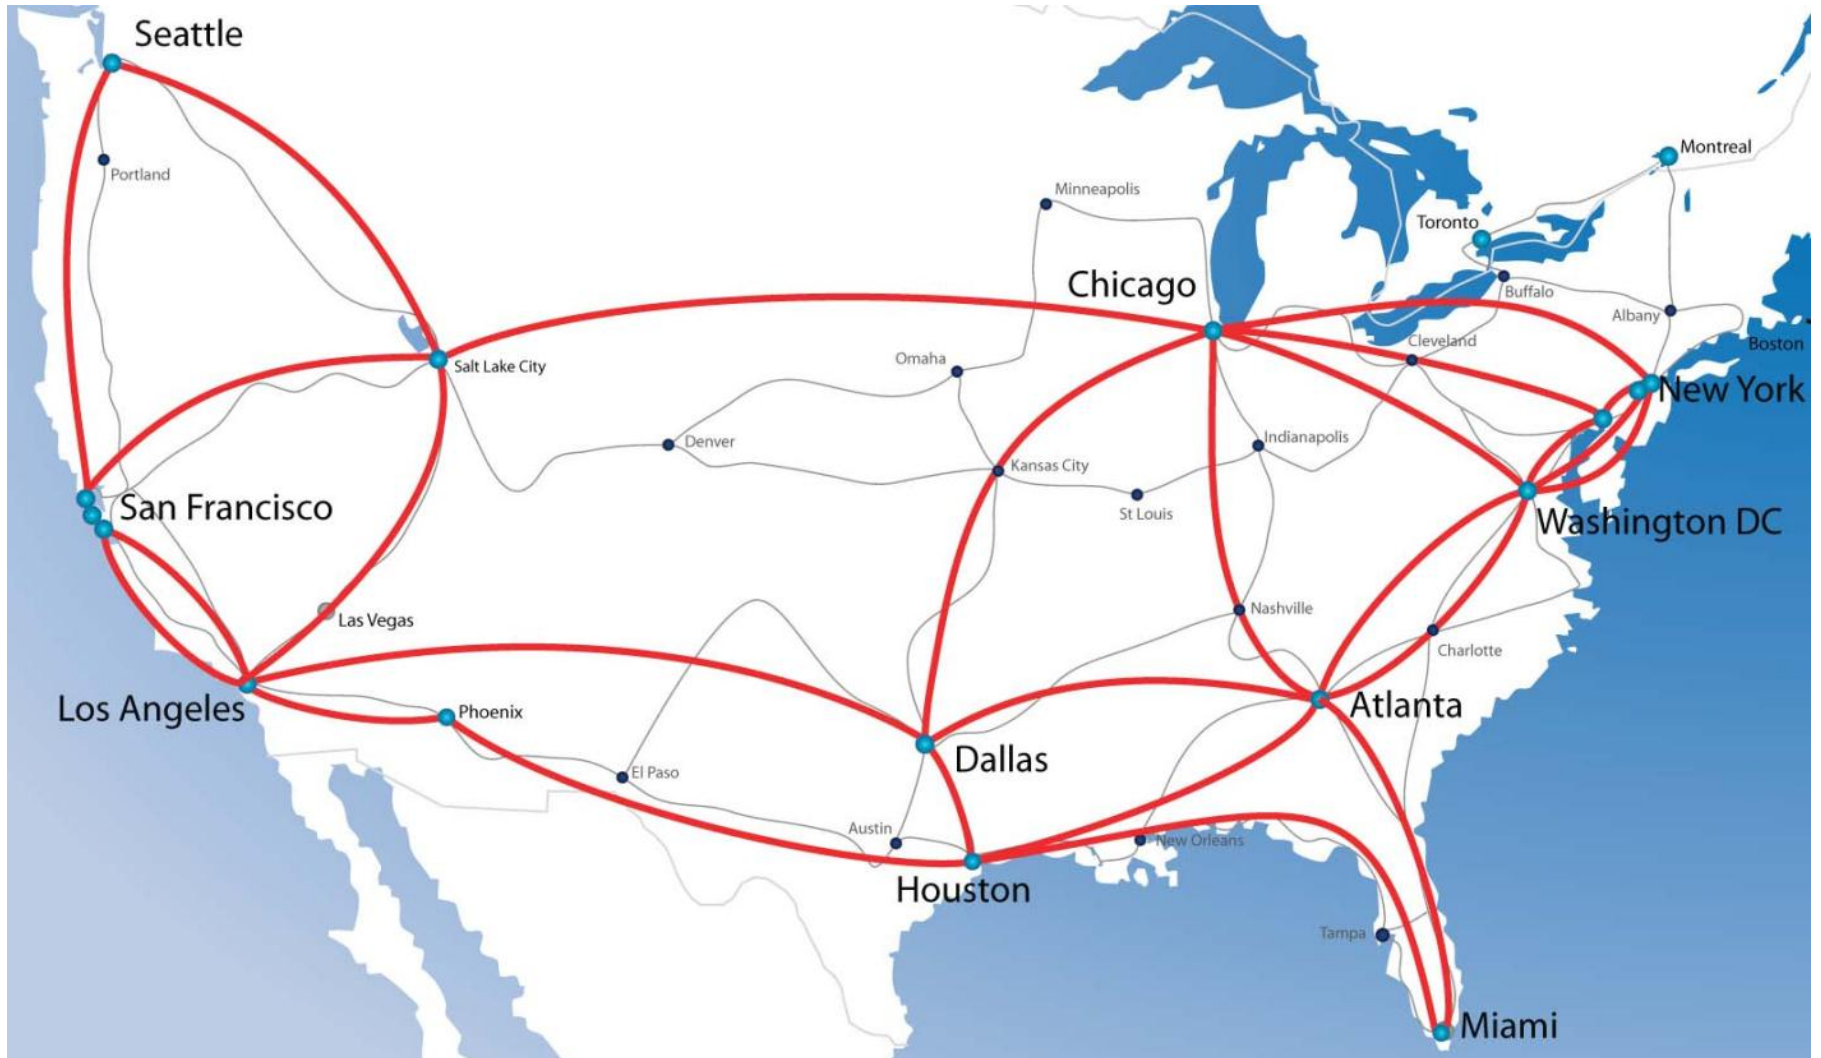 Seattle
Portland
Montreal
Minneapolis
Toronto
Chicago
Buffalo
Albany
Cleveland
Boston
Omaha
Salt Lake City
New York
Denver
Indianapolis
Kansas City
San Francisco
St Louis
Washington DC
Nashville
Las Vegas
Charlotte
Los Angeles
Phoenix
Atlanta
Dallas
El Paso
Austin
New Orleans
Houston
Tampa
Miami